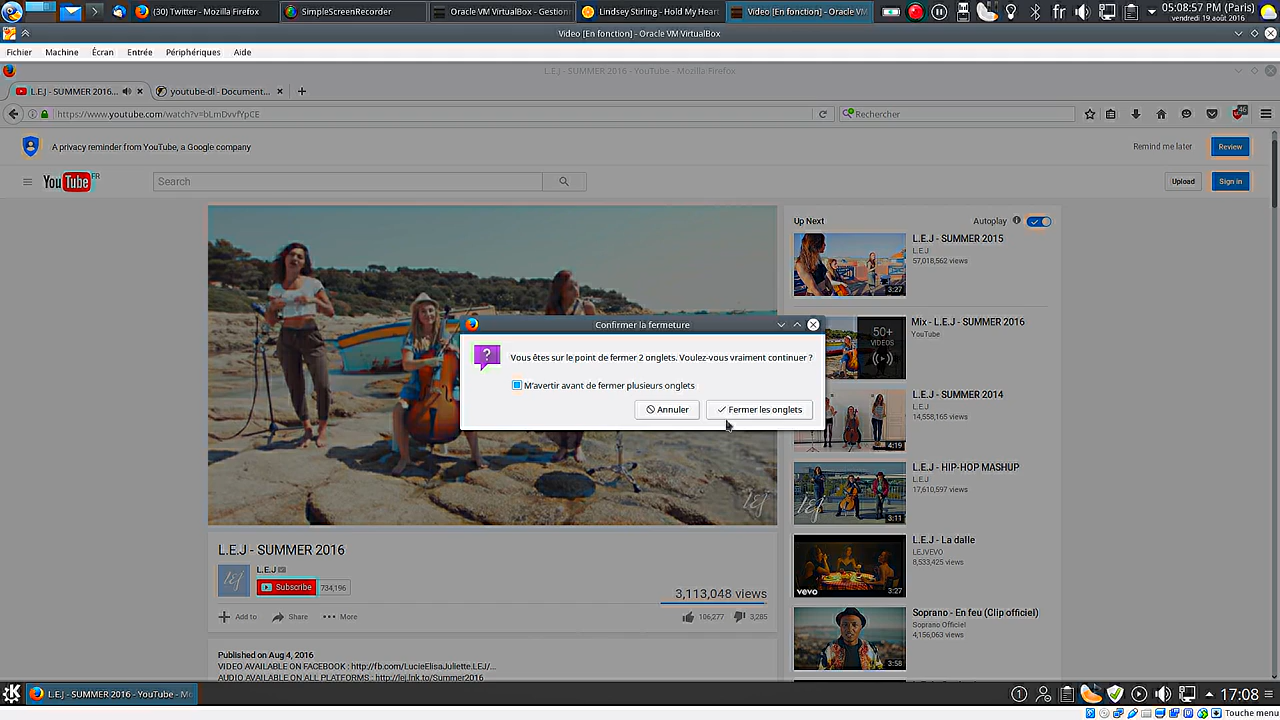 (30) Twitter - Mozilla Firefox
SimpleScreenRecorder
Oracle VM VirtualBox - Gestion
Lindsey Stirling - Hold My Hear
Video [En fonction] - Oracle VM
fr
05:08:57 PM (Paris)
vendredi 19 août 2016
Video [En fonction] - Oracle VM VirtualBox
Fichier Machine Écran Entrée Périphériques Aide
L.E.J - SUMMER 2016 - YouTube - Mozilla Firefox
L.E.J - SUMMER 2016...
youtube-dl - Document...
https://www.youtube.com/watch?v=bLmDvvfYpCE
Rechercher
46
A privacy reminder from YouTube, a Google company
Remind me later
Review
YouTube FR
Search
Upload
Sign in
Up Next
Autoplay
L.E.J - SUMMER 2015
L.E.J
57,018,562 views
3:27
Mix - L.E.J - SUMMER 2016
YouTube
50+
VIDEOS
L.E.J - SUMMER 2014
L.E.J
14,558,165 views
4:19
L.E.J - HIP-HOP MASHUP
L.E.J
17,610,597 views
3:11
L.E.J - La dalle
LEJVEVO
8,533,425 views
vevo
3:27
Soprano - En feu (Clip officiel)
Soprano Officiel
4,156,063 views
3:58
Confirmer la fermeture
Vous êtes sur le point de fermer 2 onglets. Voulez-vous vraiment continuer ?
M'avertir avant de fermer plusieurs onglets
Annuler
Fermer les onglets
LEJ
L.E.J - SUMMER 2016
L.E.J
Subscribe
734,196
3,113,048 views
Add to
Share
More
106,277
3,285
Published on Aug 4, 2016
VIDEO AVAILABLE ON FACEBOOK : http://fb.com/LucieElisaJuliette.LEJ/...
AUDIO AVAILABLE ON ALL PLATFORMS : http://lej.lnk.to/Summer2016
L.E.J - SUMMER 2016 - YouTube - Mo
1
17:08
Touche menu